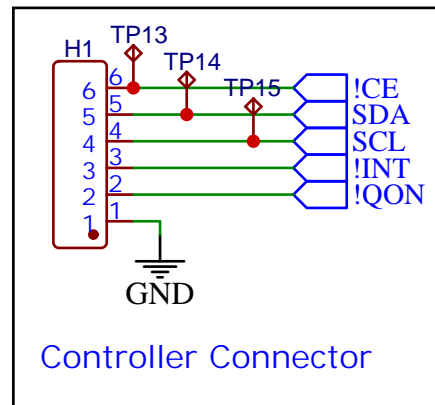 H1
TP13
TP14
TP15
6 6 !CE
5 5 SDA
4 4 SCL
3 3 !INT
2 2 !QON
1 1
GND
Controller Connector